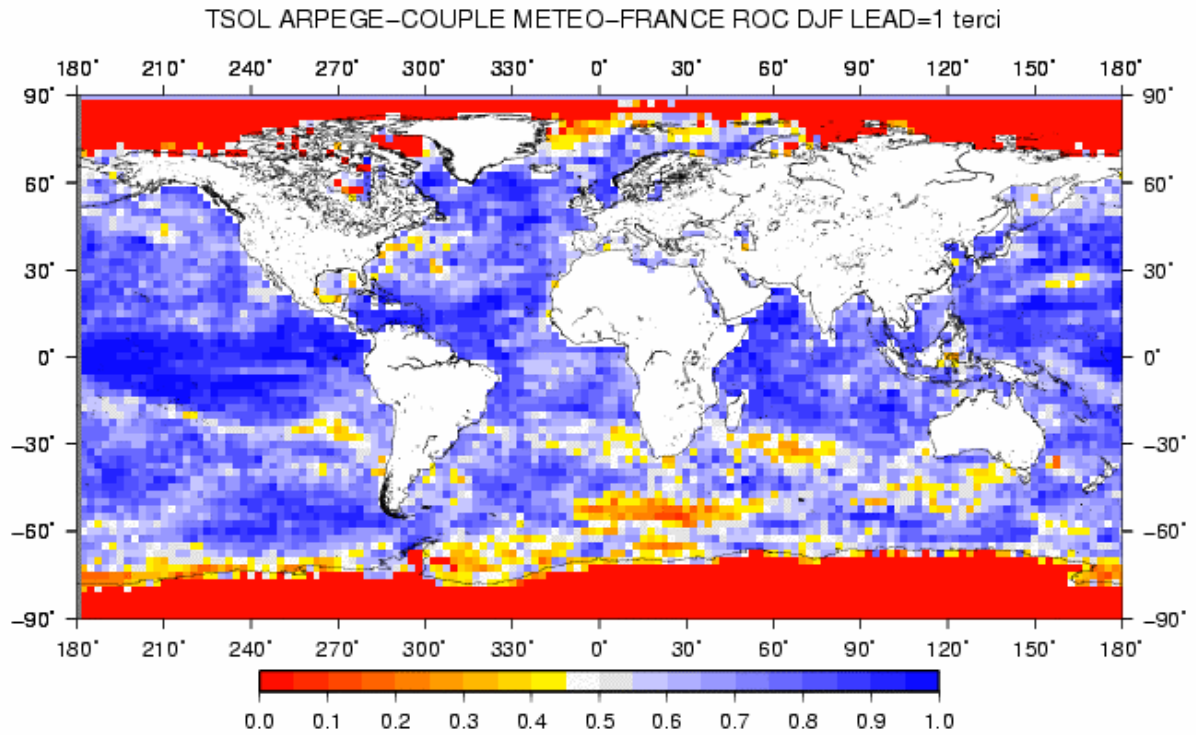 TSOL ARPEGE-COUPLE METEO-FRANCE ROC DJF LEAD=1 terci
180˚ 210˚ 240˚ 270˚ 300˚ 330˚ 0˚ 30˚ 60˚ 90˚ 120˚ 150˚ 180˚
90˚ 90˚
60˚ 60˚
30˚ 30˚
0˚ 0˚
-30˚ -30˚
-60˚ -60˚
-90˚ -90˚
180˚ 210˚ 240˚ 270˚ 300˚ 330˚ 0˚ 30˚ 60˚ 90˚ 120˚ 150˚ 180˚
0.0 0.1 0.2 0.3 0.4 0.5 0.6 0.7 0.8 0.9 1.0